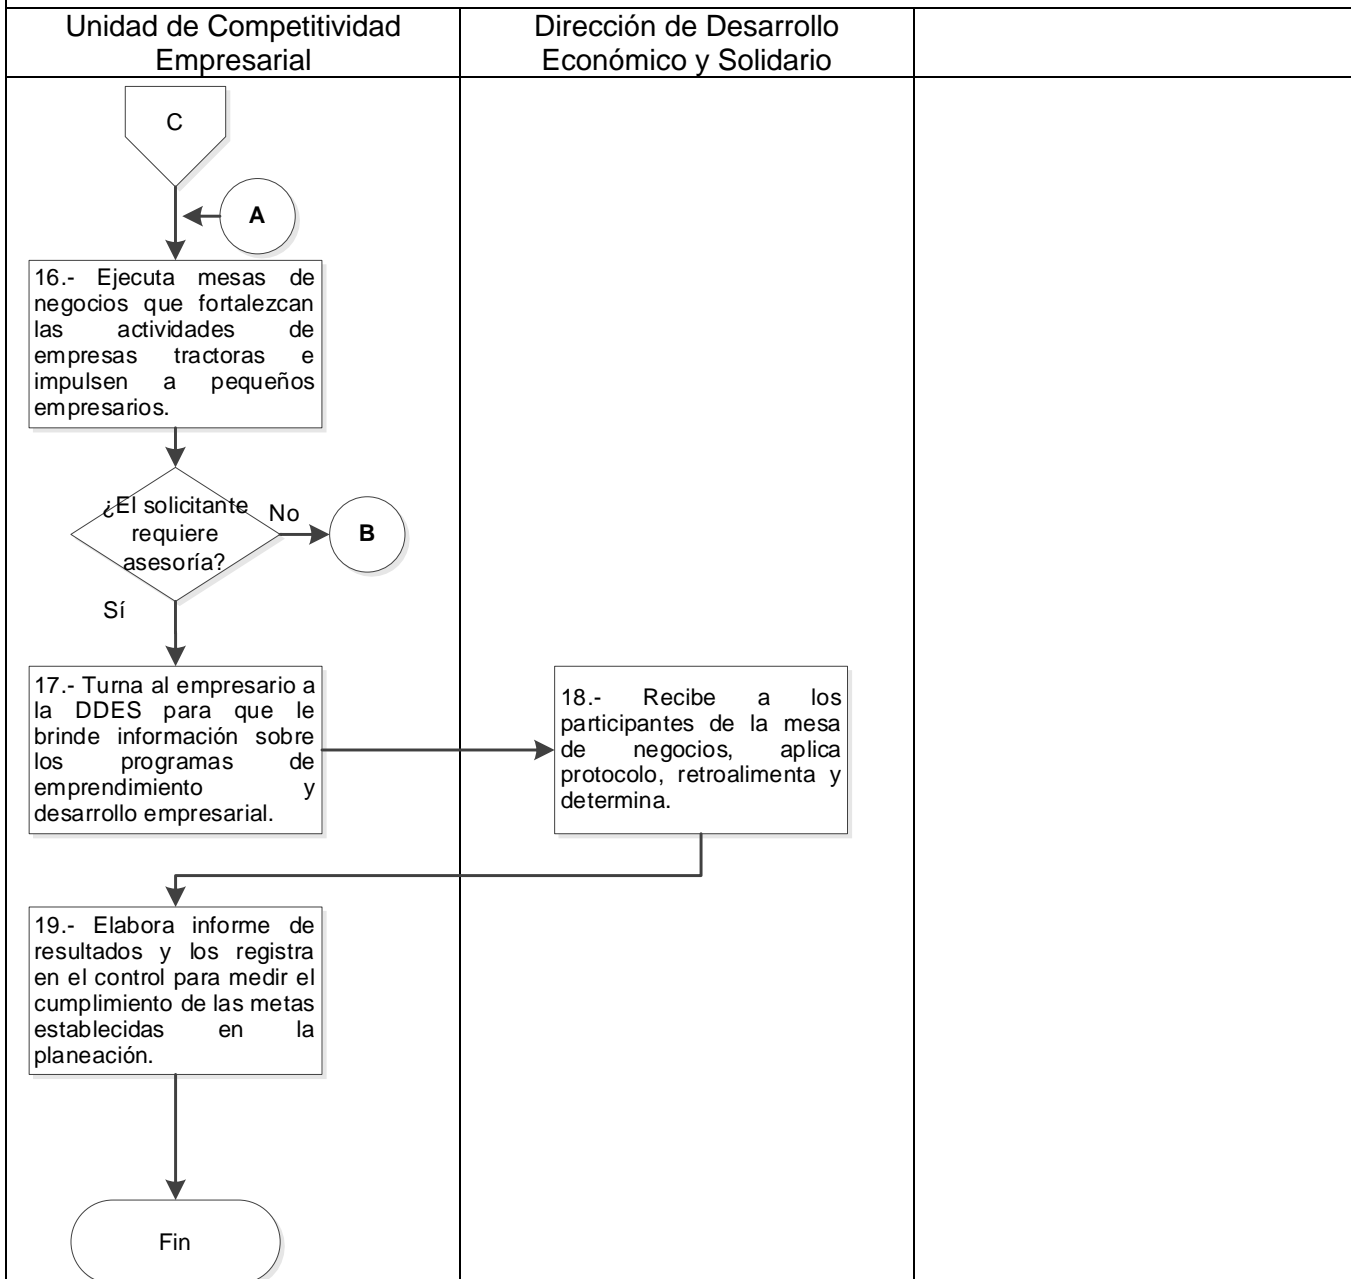 Unidad de Competitividad
Empresarial
Dirección de Desarrollo
Económico y Solidario
C
A
16.- Ejecuta mesas de
negocios que fortalezcan
las actividades de
empresas tractoras e
impulsen a pequeños
empresarios.
¿El solicitante
requiere
asesoría?
No
B
Sí
17.- Turna al empresario a
la DDES para que le
brinde información sobre
los programas de
emprendimiento y
desarrollo empresarial.
18.- Recibe a los
participantes de la mesa
de negocios, aplica
protocolo, retroalimenta y
determina.
19.- Elabora informe de
resultados y los registra
en el control para medir el
cumplimiento de las metas
establecidas en la
planeación.
Fin